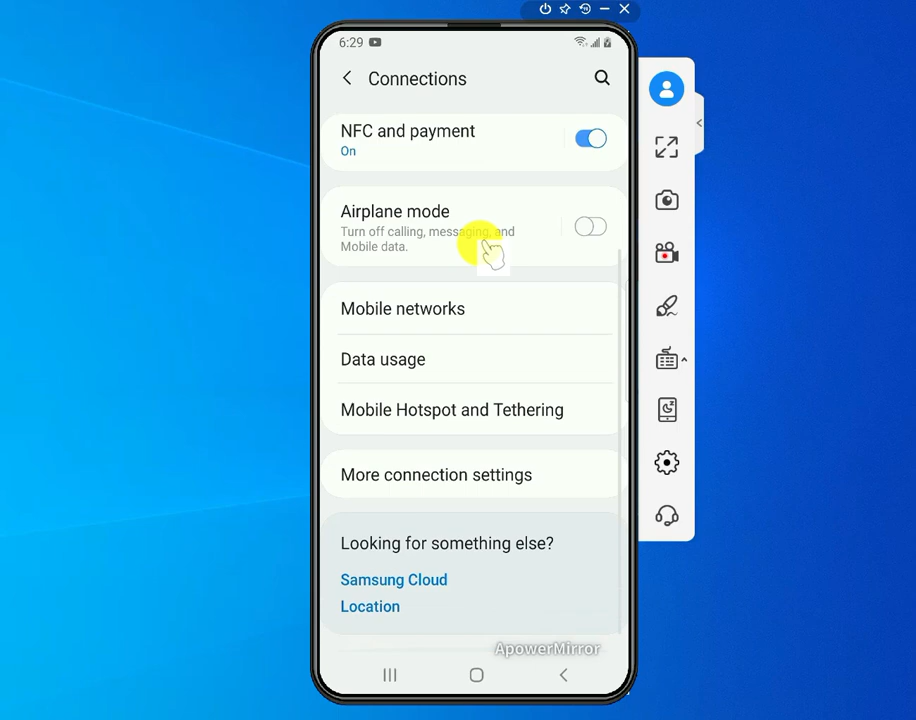 6:29
Connections
NFC and payment
On
Airplane mode
Turn off calling, messaging, and
Mobile data.
Mobile networks
Data usage
Mobile Hotspot and Tethering
More connection settings
Looking for something else?
Samsung Cloud
Location
ApowerMirror